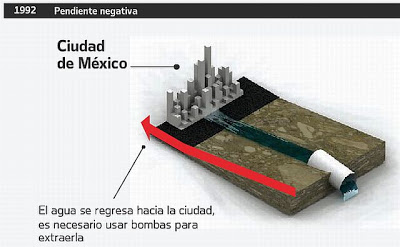 1992 Pendiente negativa
Ciudad
de México
El agua se regresa hacia la ciudad,
es necesario usar bombas para
extraerla